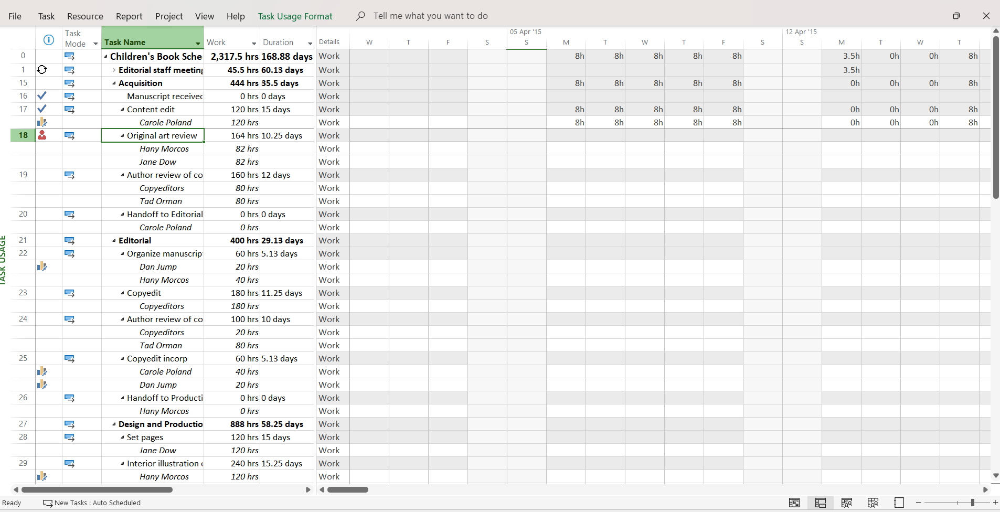 File Task Resource Report Project View Help Task Usage Format Tell me what you want to do
Task Mode Task Name Work Duration Details 05 Apr '15 12 Apr '15
W T F S S M T W T F S S M T W T
0 Children's Book Sche 2,317.5 hrs 168.88 days Work 8h 8h 8h 8h 8h 3.5h 0h 0h 8h
1 Editorial staff meeting 45.5 hrs 60.13 days Work 3.5h
15 Acquisition 444 hrs 35.5 days Work 8h 8h 8h 8h 8h 0h 0h 0h 8h
16 Manuscript received 0 hrs 0 days Work
17 Content edit 120 hrs 15 days Work 8h 8h 8h 8h 8h 0h 0h 0h 8h
Carole Poland 120 hrs Work 8h 8h 8h 8h 8h 0h 0h 0h 8h
18 Original art review 164 hrs 10.25 days Work
Hany Morcos 82 hrs Work
Jane Dow 82 hrs Work
19 Author review of co 160 hrs 12 days Work
Copyeditors 80 hrs Work
Tad Orman 80 hrs Work
20 Handoff to Editorial 0 hrs 0 days Work
Carole Poland 0 hrs Work
21 Editorial 400 hrs 29.13 days Work
22 Organize manuscrip 60 hrs 5.13 days Work
Dan Jump 20 hrs Work
Hany Morcos 40 hrs Work
23 Copyedit 180 hrs 11.25 days Work
Copyeditors 180 hrs Work
24 Author review of co 100 hrs 10 days Work
Copyeditors 20 hrs Work
Tad Orman 80 hrs Work
25 Copyedit incorp 60 hrs 5.13 days Work
Carole Poland 40 hrs Work
Dan Jump 20 hrs Work
26 Handoff to Producti 0 hrs 0 days Work
Hany Morcos 0 hrs Work
27 Design and Productio 888 hrs 58.25 days Work
28 Set pages 120 hrs 15 days Work
Jane Dow 120 hrs Work
29 Interior illustration 240 hrs 15.25 days Work
Hany Morcos 120 hrs Work
TASK USAGE
Ready New Tasks : Auto Scheduled